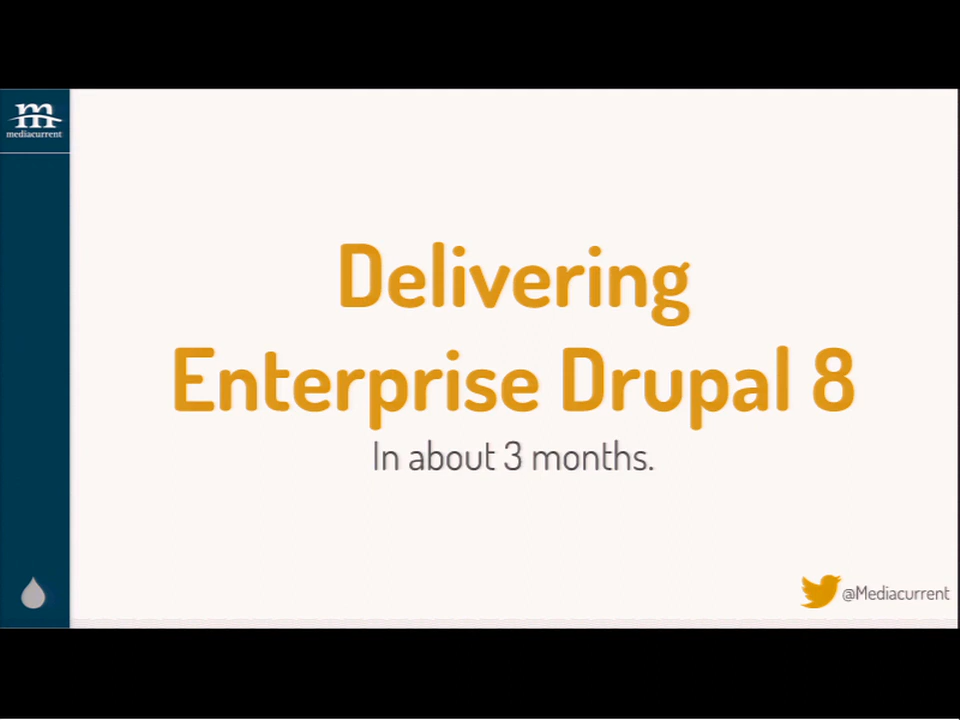 mediacurrent
Delivering
Enterprise Drupal 8
In about 3 months.
@Mediacurrent